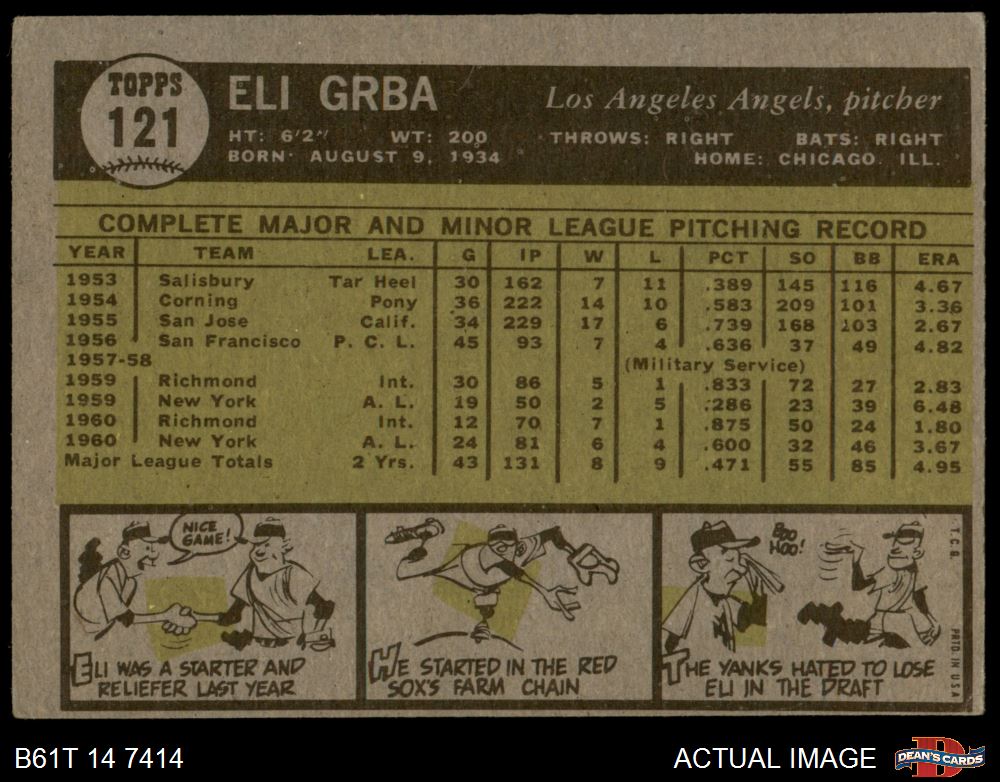 TOPPS
121
ELI GRBA
Los Angeles Angels, pitcher
HT: 6'2" WT: 200 THROWS: RIGHT BATS: RIGHT
BORN: AUGUST 9, 1934 HOME: CHICAGO. ILL.
COMPLETE MAJOR AND MINOR LEAGUE PITCHING RECORD
YEAR TEAM LEA. G IP W L PCT SO BB ERA
1953 Salisbury Tar Heel 30 162 7 11 .389 145 116 4.67
1954 Corning Pony 36 222 14 10 .583 209 101 3.36
1955 San Jose Calif. 34 229 17 6 .739 168 103 2.67
1956 San Francisco P. C. L. 45 93 7 4 .636 37 49 4.82
1957-58 (Military Service)
1959 Richmond Int. 30 86 5 1 .833 72 27 2.83
1959 New York A. L. 19 50 2 5 .286 23 39 6.48
1960 Richmond Int. 12 70 7 1 .875 50 24 1.80
1960 New York A. L. 24 81 6 4 .600 32 46 3.67
Major League Totals 2 Yrs. 43 131 8 9 .471 55 85 4.95
NICE
GAME!
ELI WAS A STARTER AND
RELIEFER LAST YEAR
HE STARTED IN THE RED
SOX'S FARM CHAIN
BOO
HOO!
THE YANKS HATED TO LOSE
ELI IN THE DRAFT
T.C.G.
PRTD. IN U.S.A.
B61T 14 7414
ACTUAL IMAGE
D
DEAN'S CARDS